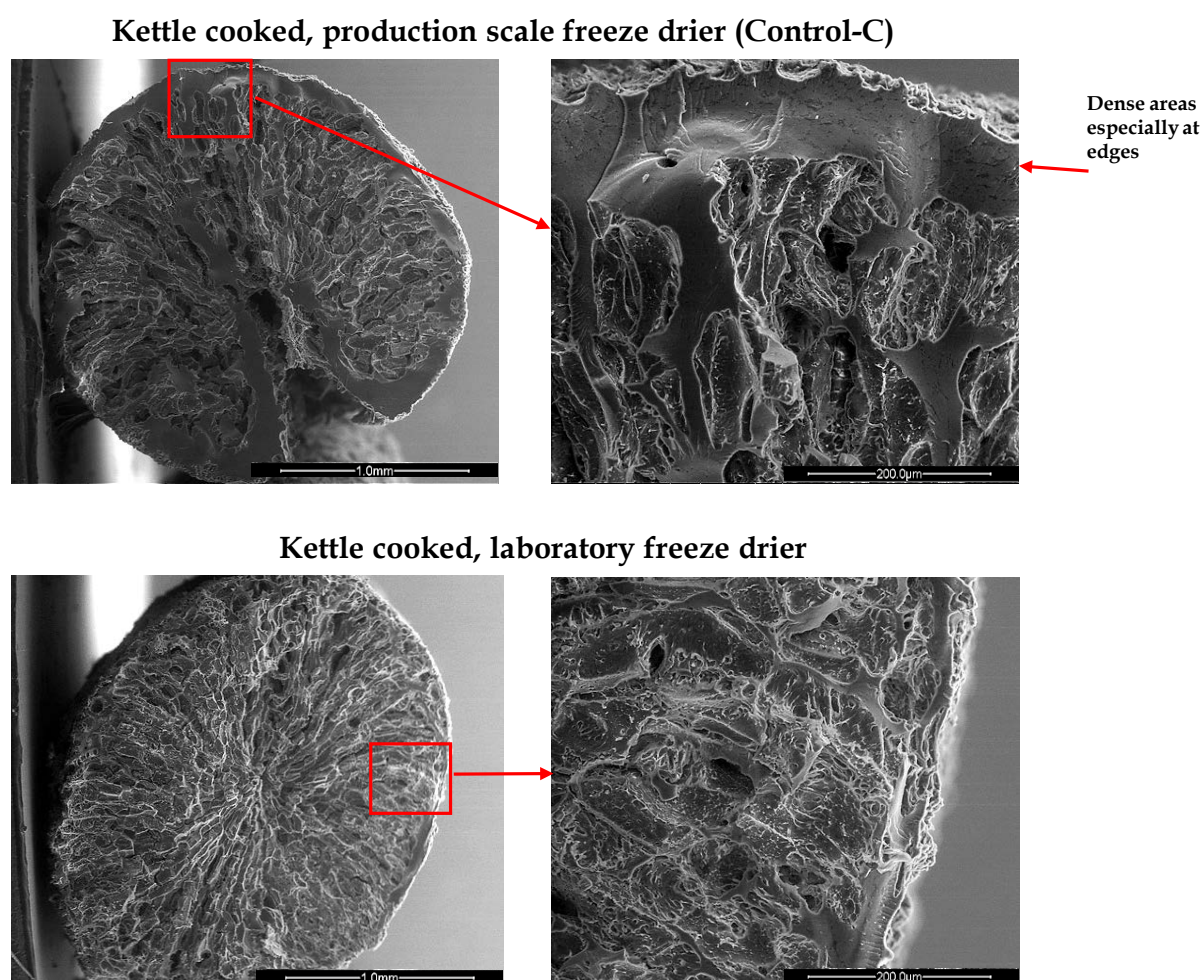 Kettle cooked, production scale freeze drier (Control-C)
Dense areas
especially at
edges
1.0mm
200.0µm
Kettle cooked, laboratory freeze drier
1.0mm
200.0µm